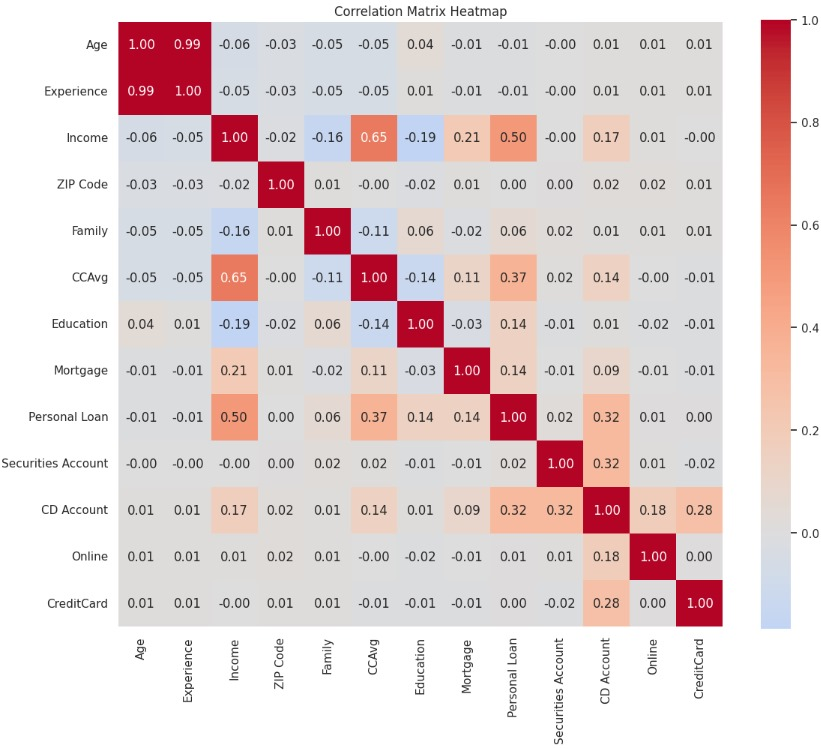 Correlation Matrix Heatmap
Age 1.00 0.99 -0.06 -0.03 -0.05 -0.05 0.04 -0.01 -0.01 -0.00 0.01 0.01 0.01
Experience 0.99 1.00 -0.05 -0.03 -0.05 -0.05 0.01 -0.01 -0.01 -0.00 0.01 0.01 0.01
Income -0.06 -0.05 1.00 -0.02 -0.16 0.65 -0.19 0.21 0.50 -0.00 0.17 0.01 -0.00
ZIP Code -0.03 -0.03 -0.02 1.00 0.01 -0.00 -0.02 0.01 0.00 0.00 0.02 0.02 0.01
Family -0.05 -0.05 -0.16 0.01 1.00 -0.11 0.06 -0.02 0.06 0.02 0.01 0.01 0.01
CCAvg -0.05 -0.05 0.65 -0.00 -0.11 1.00 -0.14 0.11 0.37 0.02 0.14 -0.00 -0.01
Education 0.04 0.01 -0.19 -0.02 0.06 -0.14 1.00 -0.03 0.14 -0.01 0.01 -0.02 -0.01
Mortgage -0.01 -0.01 0.21 0.01 -0.02 0.11 -0.03 1.00 0.14 -0.01 0.09 -0.01 -0.01
Personal Loan -0.01 -0.01 0.50 0.00 0.06 0.37 0.14 0.14 1.00 0.02 0.32 0.01 0.00
Securities Account -0.00 -0.00 -0.00 0.00 0.02 0.02 -0.01 -0.01 0.02 1.00 0.32 0.01 -0.02
CD Account 0.01 0.01 0.17 0.02 0.01 0.14 0.01 0.09 0.32 0.32 1.00 0.18 0.28
Online 0.01 0.01 0.01 0.02 0.01 -0.00 -0.02 -0.01 0.01 0.01 0.18 1.00 0.00
CreditCard 0.01 0.01 -0.00 0.01 0.01 -0.01 -0.01 -0.01 0.00 -0.02 0.28 0.00 1.00
Age Experience Income ZIP Code Family CCAvg Education Mortgage Personal Loan Securities Account CD Account Online CreditCard
1.0
0.8
0.6
0.4
0.2
0.0